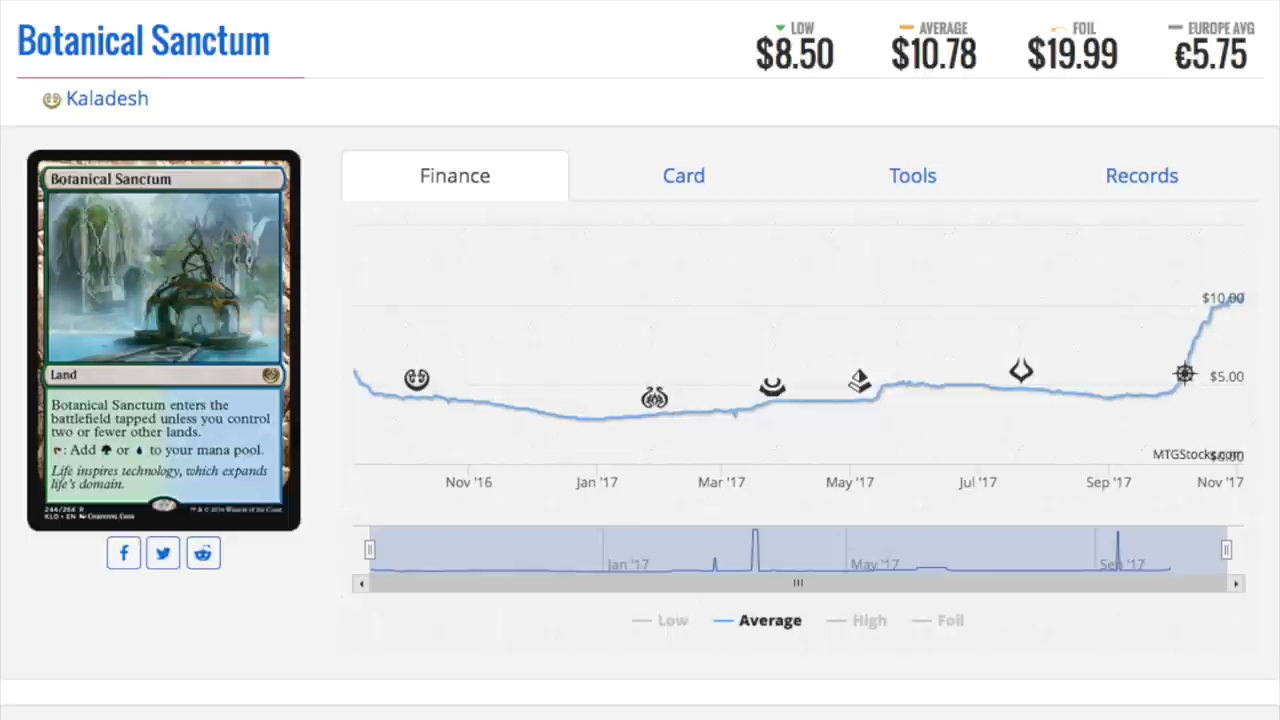 Botanical Sanctum
LOW
AVERAGE
FOIL
EUROPE AVG
$8.50
$10.78
$19.99
€5.75
Kaladesh
Finance
Card
Tools
Records
Botanical Sanctum
Land
Botanical Sanctum enters the
battlefield tapped unless you control
two or fewer other lands.
: Add or to your mana pool.
Life inspires technology, which expands
life's domain.
244/264 R
KLD • EN
$10.00
$5.00
$0.00
MTGStocks.com
Nov '16
Jan '17
Mar '17
May '17
Jul '17
Sep '17
Nov '17
Jan '17
May '17
Sep '17
Low
Average
High
Foil